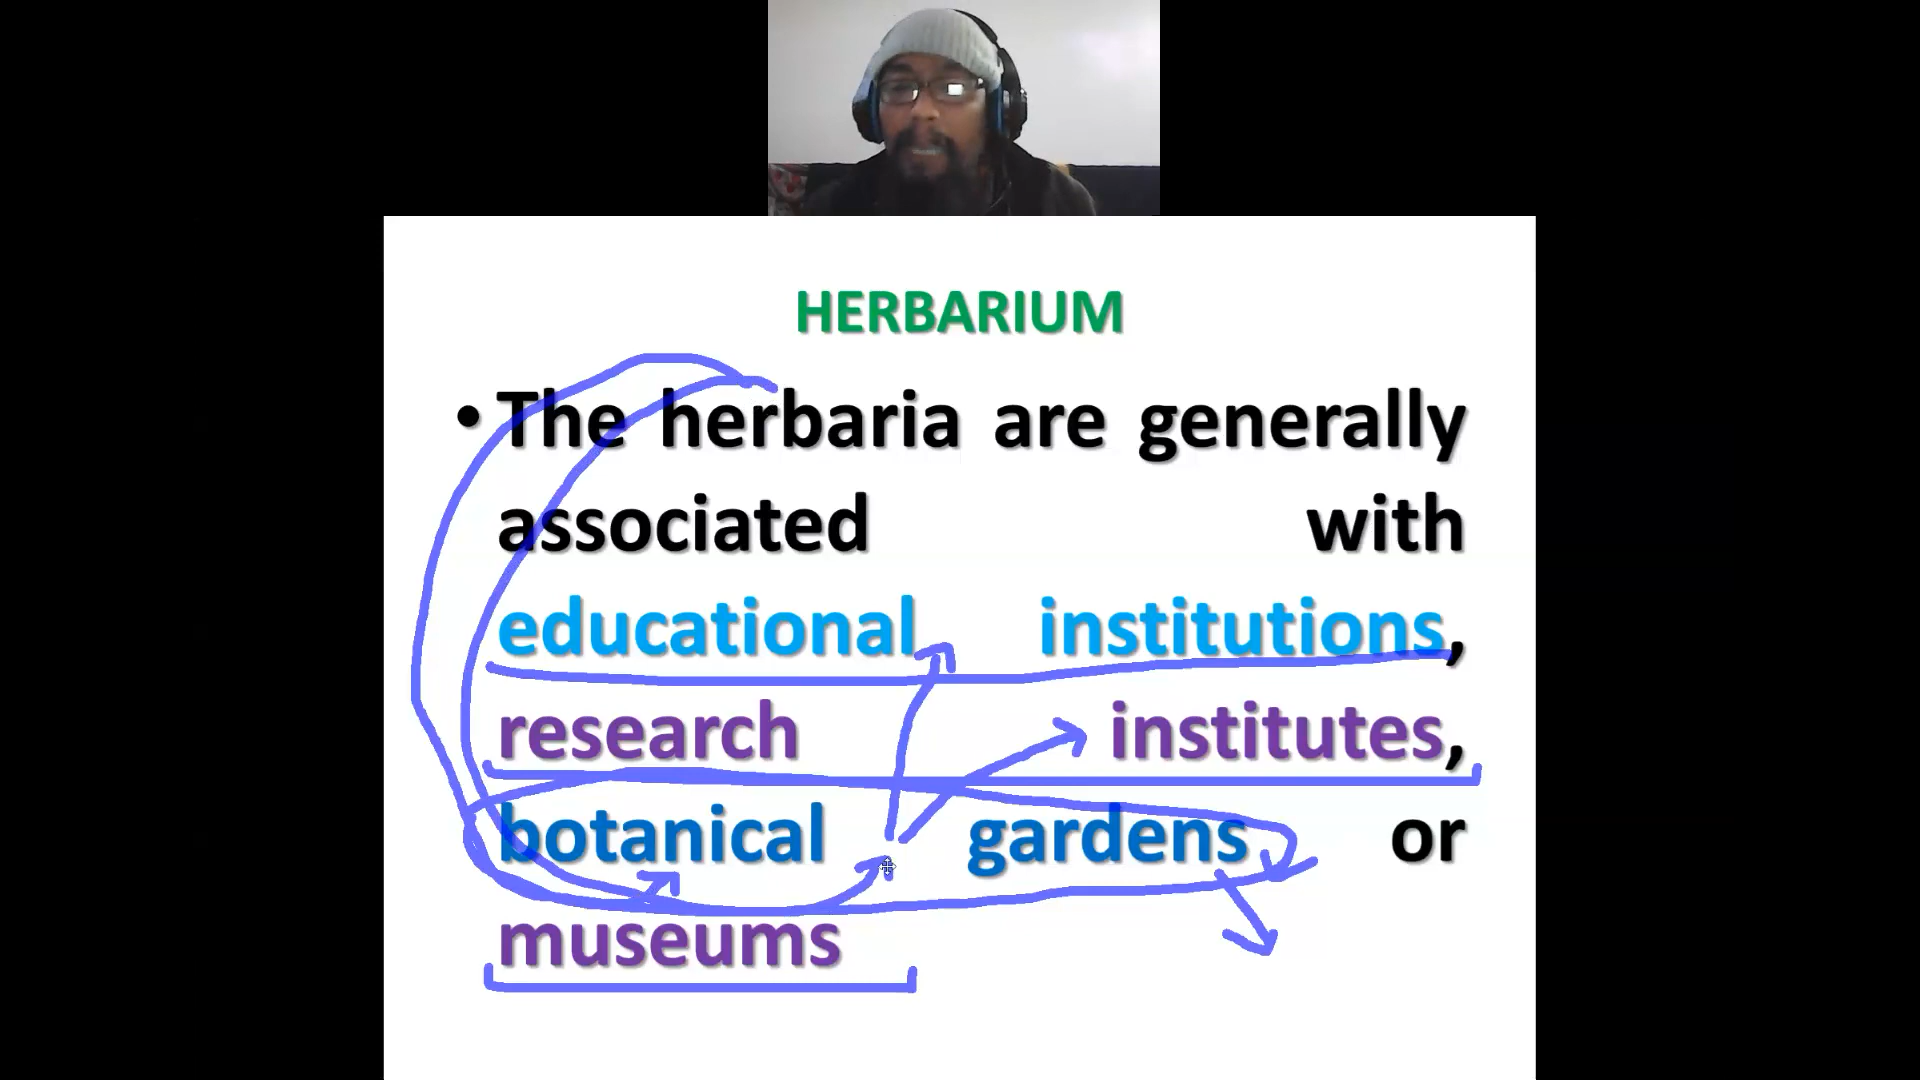 HERBARIUM
• The herbaria are generally
associated with
educational institutions,
research institutes,
botanical gardens or
museums